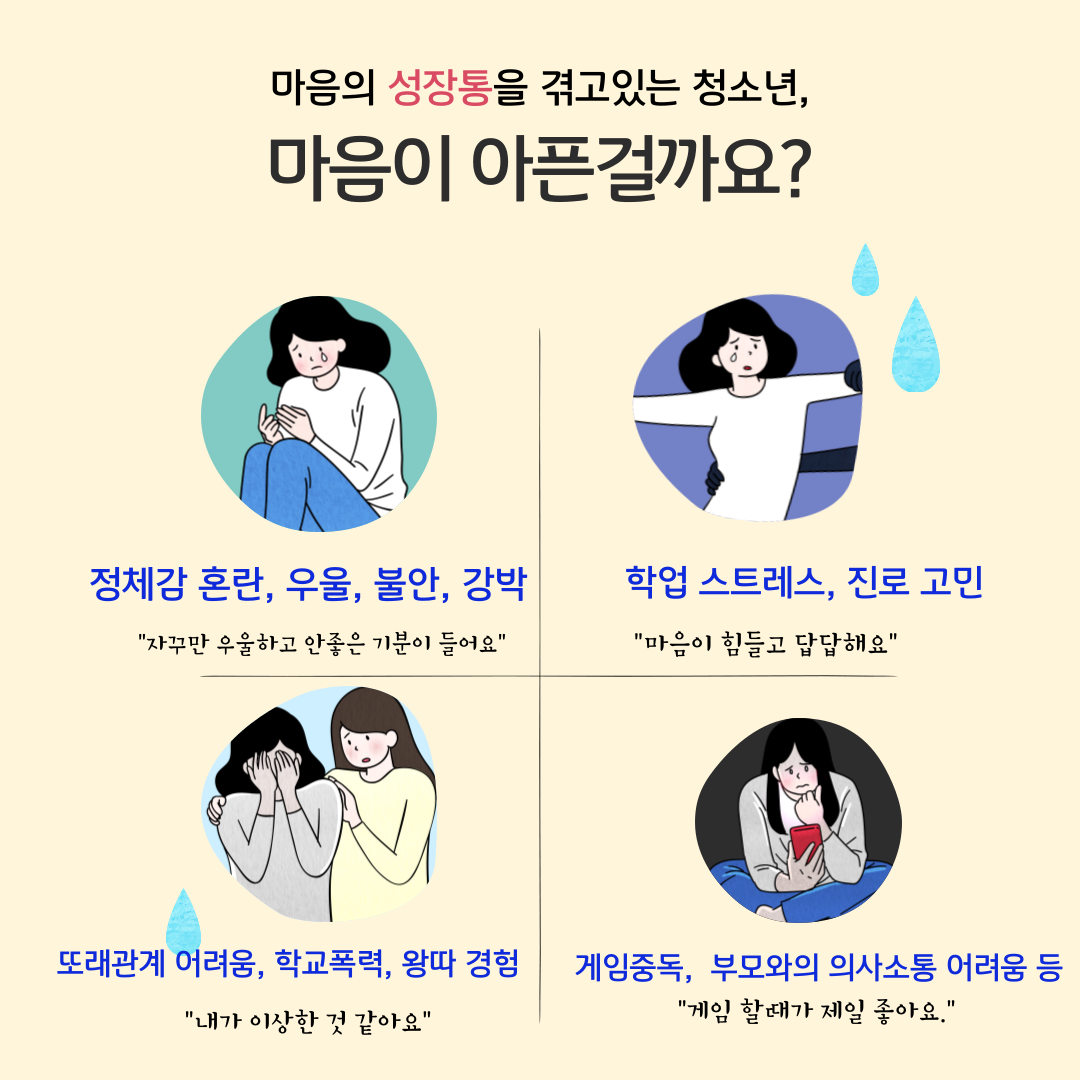 마음의 성장통을 겪고있는 청소년,
마음이 아픈걸까요?
정체감 혼란, 우울, 불안, 강박
"자꾸만 우울하고 안좋은 기분이 들어요"
학업 스트레스, 진로 고민
"마음이 힘들고 답답해요"
또래관계 어려움, 학교폭력, 왕따 경험
"내가 이상한 것 같아요"
게임중독, 부모와의 의사소통 어려움 등
"게임 할때가 제일 좋아요."